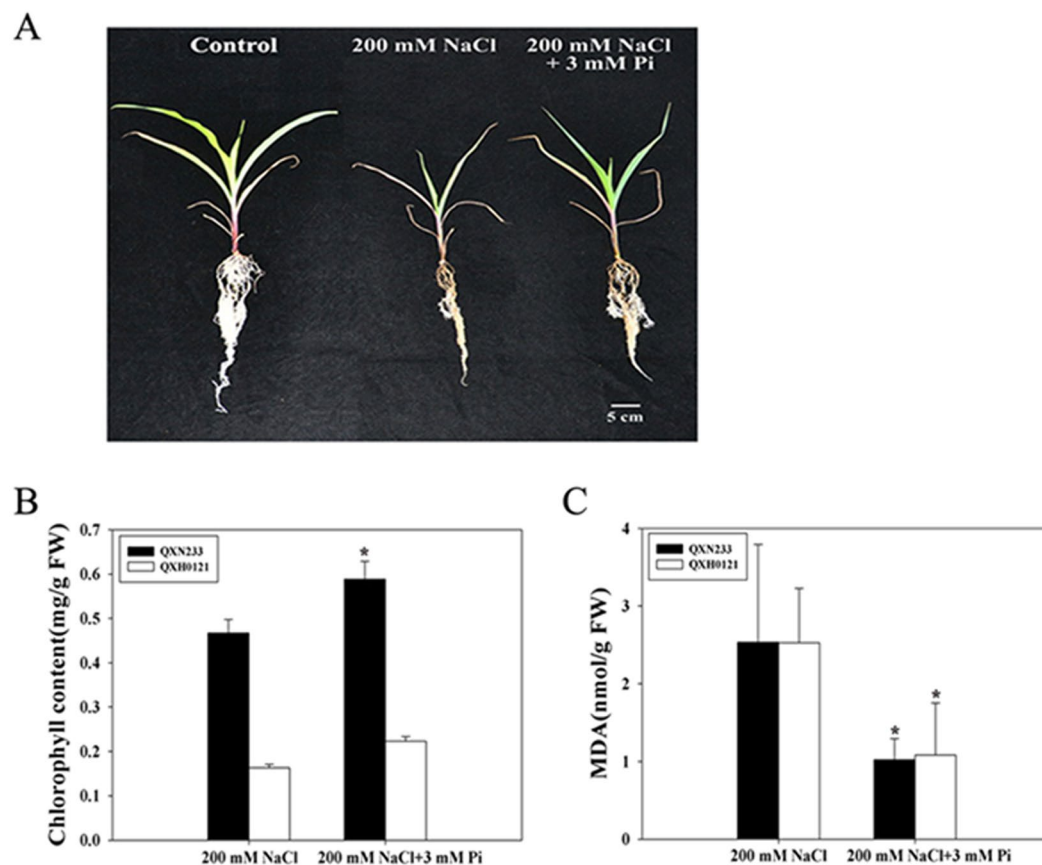 A
Control
200 mM NaCl
200 mM NaCl
+ 3 mM Pi
5 cm
B
Chlorophyll content(mg/g FW)
0.7
0.6
0.5
0.4
0.3
0.2
0.1
0.0
QXN233
QXH0121
*
200 mM NaCl
200 mM NaCl+3 mM Pi
C
MDA(nmol/g FW)
4
3
2
1
0
QXN233
QXH0121
*
*
200 mM NaCl
200 mM NaCl+3 mM Pi